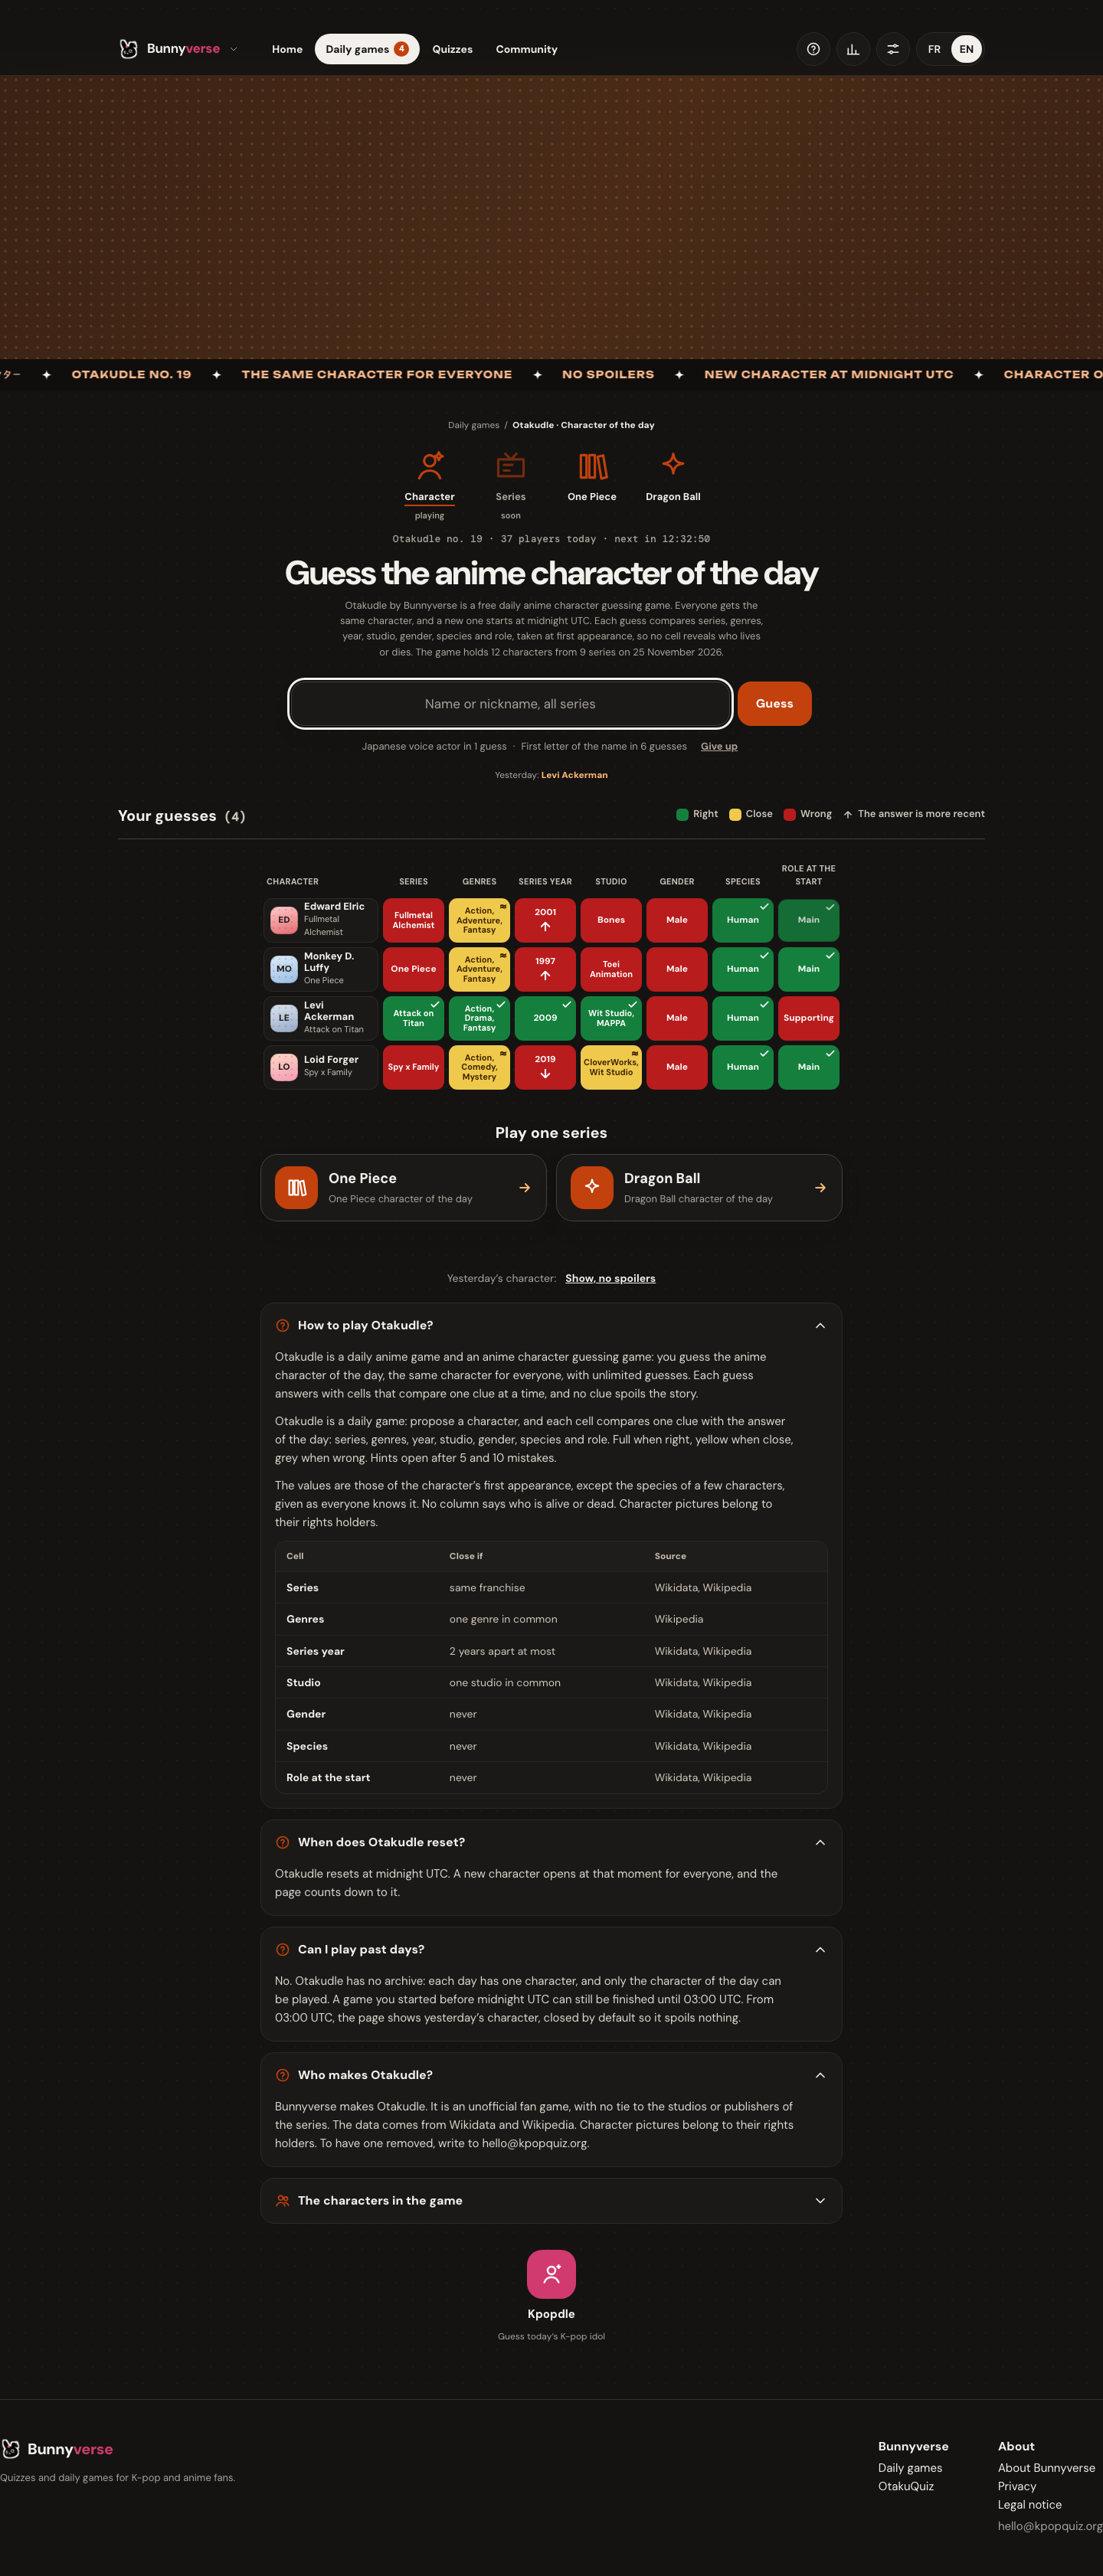 Bunnyverse
Home
Daily games 4
Quizzes
Community
FR
EN
OTAKUDLE NO. 19 ✦ THE SAME CHARACTER FOR EVERYONE ✦ NO SPOILERS ✦ NEW CHARACTER AT MIDNIGHT UTC ✦ CHARACTER O
Daily games / Otakudle · Character of the day
Character
playing
Series
soon
One Piece
Dragon Ball
Otakudle no. 19 · 37 players today · next in 12:32:50
Guess the anime character of the day
Otakudle by Bunnyverse is a free daily anime character guessing game. Everyone gets the
same character, and a new one starts at midnight UTC. Each guess compares series, genres,
year, studio, gender, species and role, taken at first appearance, so no cell reveals who lives
or dies. The game holds 12 characters from 9 series on 25 November 2026.
Name or nickname, all series
Guess
Japanese voice actor in 1 guess · First letter of the name in 6 guesses Give up
Yesterday: Levi Ackerman
Your guesses (4)
Right
Close
Wrong
↑ The answer is more recent
CHARACTER
SERIES
GENRES
SERIES YEAR
STUDIO
GENDER
SPECIES
ROLE AT THE
START
ED
Edward Elric
Fullmetal
Alchemist
Fullmetal
Alchemist
Action,
Adventure,
Fantasy
2001
↑
Bones
Male
Human
Main
MO
Monkey D.
Luffy
One Piece
One Piece
Action,
Adventure,
Fantasy
1997
↑
Toei
Animation
Male
Human
Main
LE
Levi
Ackerman
Attack on Titan
Attack on
Titan
Action,
Drama,
Fantasy
2009
Wit Studio,
MAPPA
Male
Human
Supporting
LO
Loid Forger
Spy x Family
Spy x Family
Action,
Comedy,
Mystery
2019
↓
CloverWorks,
Wit Studio
Male
Human
Main
Play one series
One Piece
One Piece character of the day
Dragon Ball
Dragon Ball character of the day
Yesterday's character: Show, no spoilers
How to play Otakudle?
Otakudle is a daily anime game and an anime character guessing game: you guess the anime
character of the day, the same character for everyone, with unlimited guesses. Each guess
answers with cells that compare one clue at a time, and no clue spoils the story.
Otakudle is a daily game: propose a character, and each cell compares one clue with the answer
of the day: series, genres, year, studio, gender, species and role. Full when right, yellow when close,
grey when wrong. Hints open after 5 and 10 mistakes.
The values are those of the character's first appearance, except the species of a few characters,
given as everyone knows it. No column says who is alive or dead. Character pictures belong to
their rights holders.
Cell Close if Source
Series same franchise Wikidata, Wikipedia
Genres one genre in common Wikipedia
Series year 2 years apart at most Wikidata, Wikipedia
Studio one studio in common Wikidata, Wikipedia
Gender never Wikidata, Wikipedia
Species never Wikidata, Wikipedia
Role at the start never Wikidata, Wikipedia
When does Otakudle reset?
Otakudle resets at midnight UTC. A new character opens at that moment for everyone, and the
page counts down to it.
Can I play past days?
No. Otakudle has no archive: each day has one character, and only the character of the day can
be played. A game you started before midnight UTC can still be finished until 03:00 UTC. From
03:00 UTC, the page shows yesterday's character, closed by default so it spoils nothing.
Who makes Otakudle?
Bunnyverse makes Otakudle. It is an unofficial fan game, with no tie to the studios or publishers of
the series. The data comes from Wikidata and Wikipedia. Character pictures belong to their rights
holders. To have one removed, write to hello@kpopquiz.org.
The characters in the game
Kpopdle
Guess today's K-pop idol
Bunnyverse
Quizzes and daily games for K-pop and anime fans.
Bunnyverse
Daily games
OtakuQuiz
About
About Bunnyverse
Privacy
Legal notice
hello@kpopquiz.org